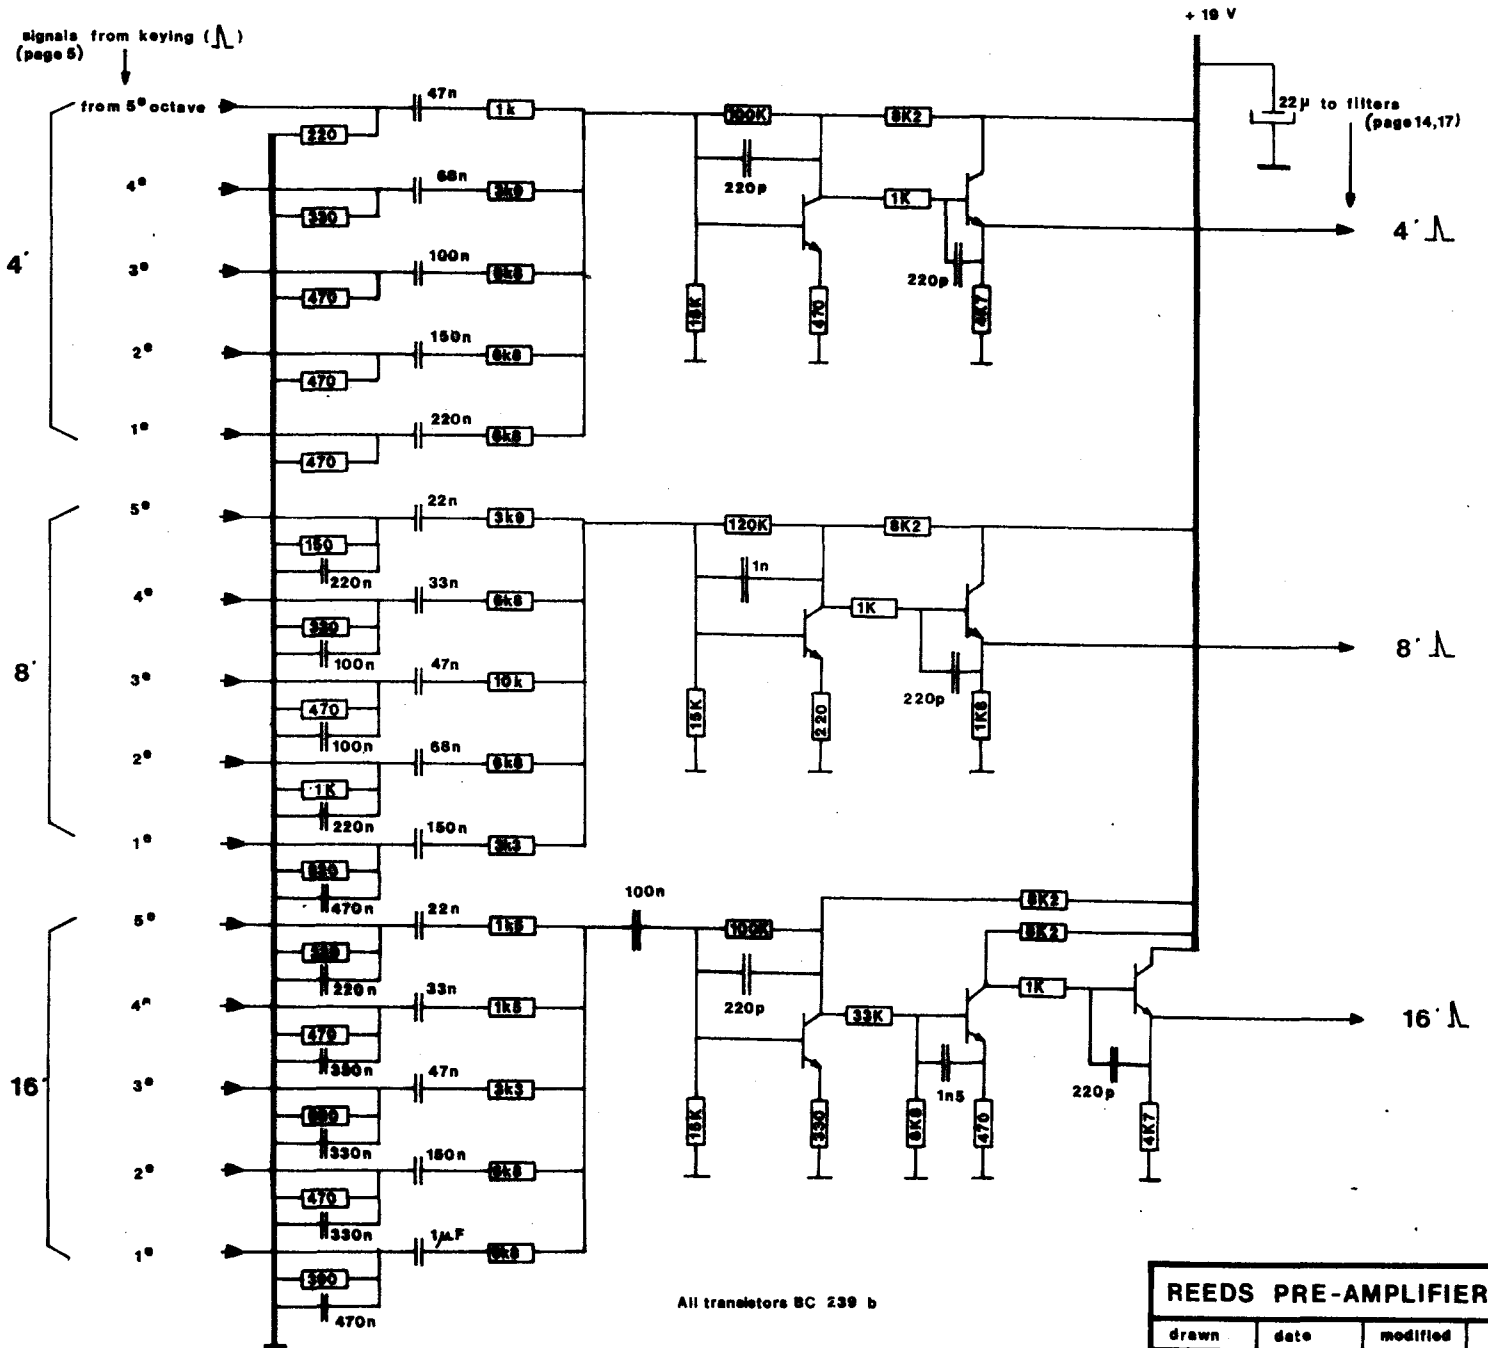 + 19 V
signals from keying
(page 5)
22µ to filters
(page 14,17)
4'
from 5° octave
47n
1k
220
4°
68n
3k9
330
3°
100n
470
2°
150n
6k8
470
1°
220n
6k8
470
100K
220p
8K2
1K
220p
470
4K7
4'
8'
5°
22n
3k9
150
220n
4°
33n
6k8
330
100n
3°
47n
10k
470
100n
2°
68n
6k8
1K
220n
1°
150n
3k3
470n
120K
1n
8K2
1K
220p
15K
220
1K8
8'
16'
5°
22n
1k5
220n
4°
33n
1k5
470
330n
3°
47n
3k3
330n
2°
150n
470
330n
1°
1µF
390
470n
100n
100K
220p
8K2
8K2
33K
1K
1n5
220p
15K
330
470
4K7
16'
All transistors BC 239 b
REEDS PRE-AMPLIFIER
drawn
date
modified